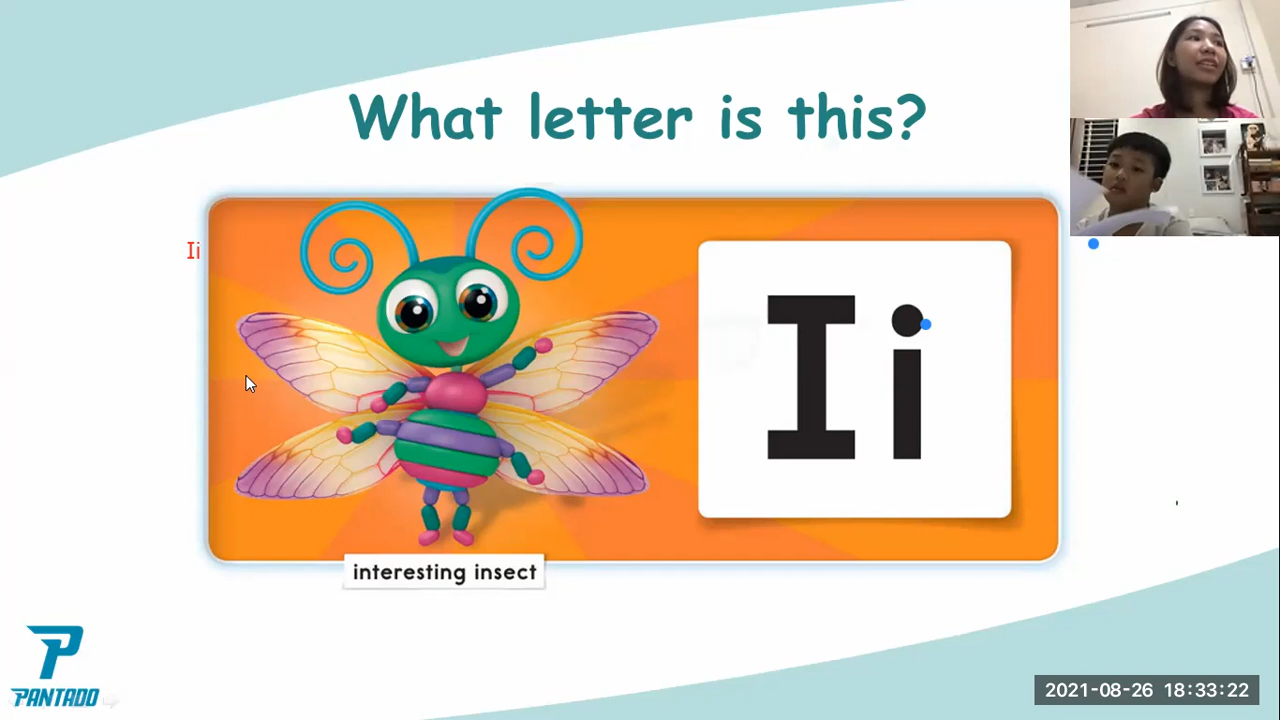 What letter is this?
Ii
Ii
interesting insect
PANTADO
2021-08-26 18:33:22